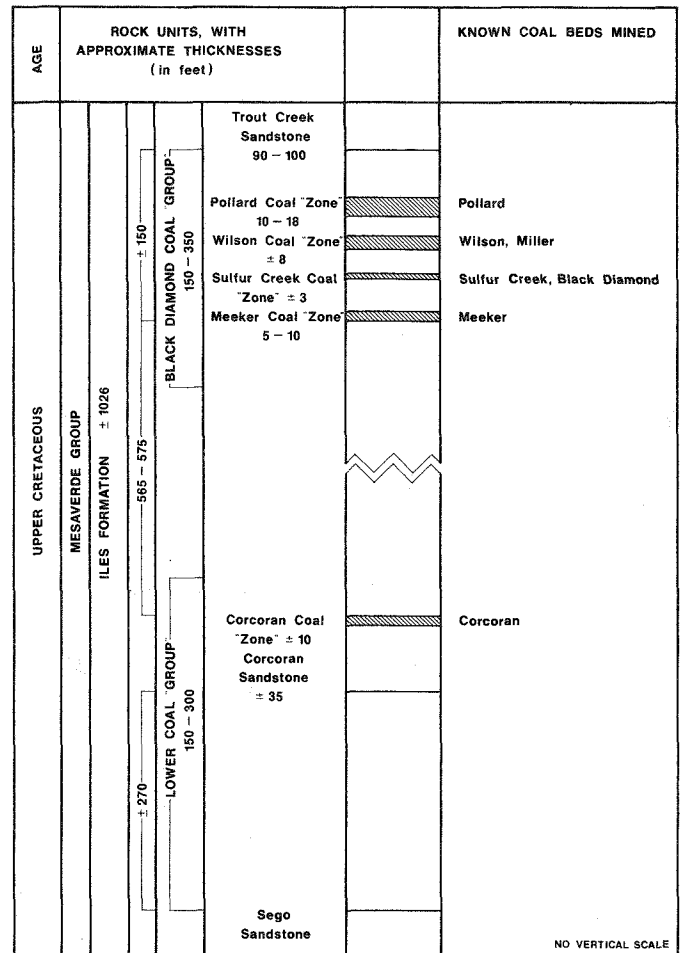 AGE
ROCK UNITS, WITH
APPROXIMATE THICKNESSES
(in feet)
KNOWN COAL BEDS MINED
UPPER CRETACEOUS
MESAVERDE GROUP
ILES FORMATION ± 1026
± 150
565 – 575
± 270
BLACK DIAMOND COAL "GROUP"
150 – 350
LOWER COAL "GROUP"
150 – 300
Trout Creek
Sandstone
90 – 100
Pollard Coal "Zone"
10 – 18
Pollard
Wilson Coal "Zone"
± 8
Wilson, Miller
Sulfur Creek Coal
"Zone" ± 3
Sulfur Creek, Black Diamond
Meeker Coal "Zone"
5 – 10
Meeker
Corcoran Coal
"Zone" ± 10
Corcoran
Corcoran
Sandstone
± 35
Sego
Sandstone
NO VERTICAL SCALE